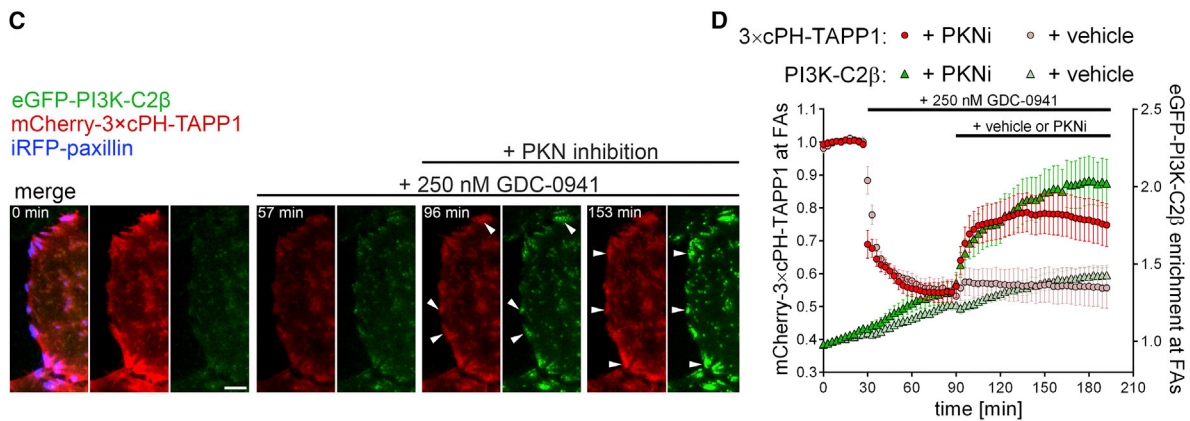 C
eGFP-PI3K-C2β
mCherry-3×cPH-TAPP1
iRFP-paxillin
+ PKN inhibition
+ 250 nM GDC-0941
merge
0 min
57 min
96 min
153 min
D
3×cPH-TAPP1: + PKNi + vehicle
PI3K-C2β: + PKNi + vehicle
+ 250 nM GDC-0941
+ vehicle or PKNi
mCherry-3×cPH-TAPP1 at FAs
1.1
1.0
0.9
0.8
0.7
0.6
0.5
0.4
0.3
eGFP-PI3K-C2β enrichment at FAs
2.5
2.0
1.5
1.0
0 30 60 90 120 150 180 210
time [min]